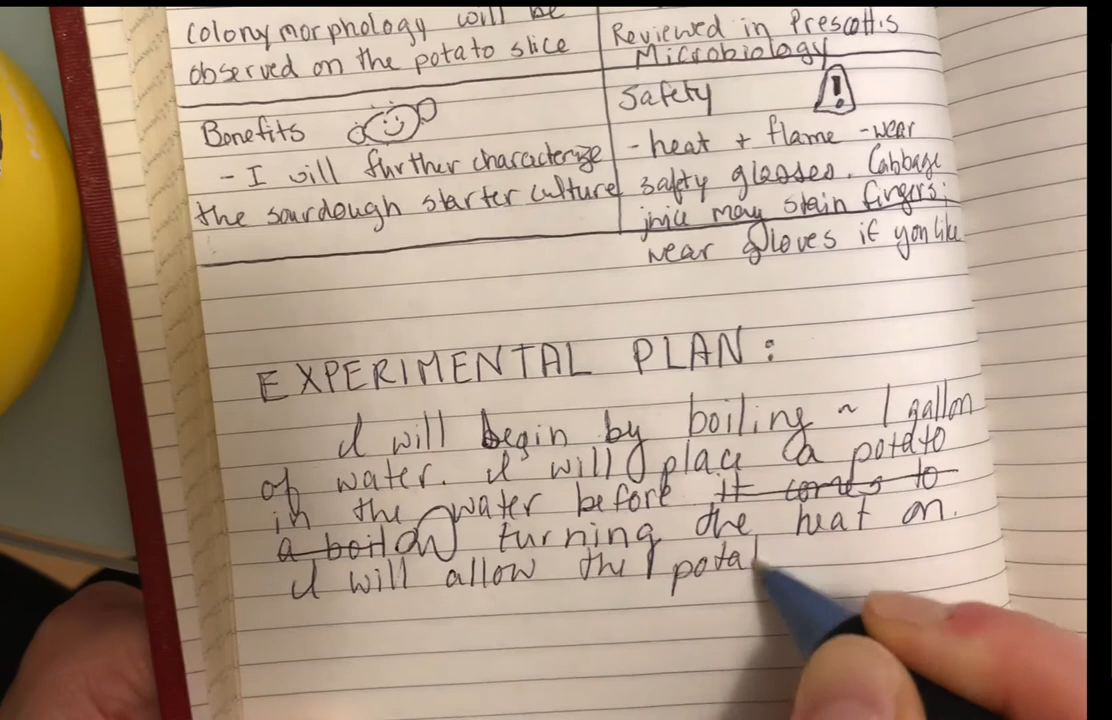 colony morphology will be
observed on the potato slice
Reviewed in Prescott's
Microbiology
Benefits
- I will further characterize
the sourdough starter culture
Safety
- heat + flame - wear
safety glasses. Cabbage
juice may stain fingers;
wear gloves if you like
EXPERIMENTAL PLAN:
I will begin by boiling ~ 1 gallon
of water. I will place a potato
in the water before it comes to
a boil turning the heat on.
I will allow the pota